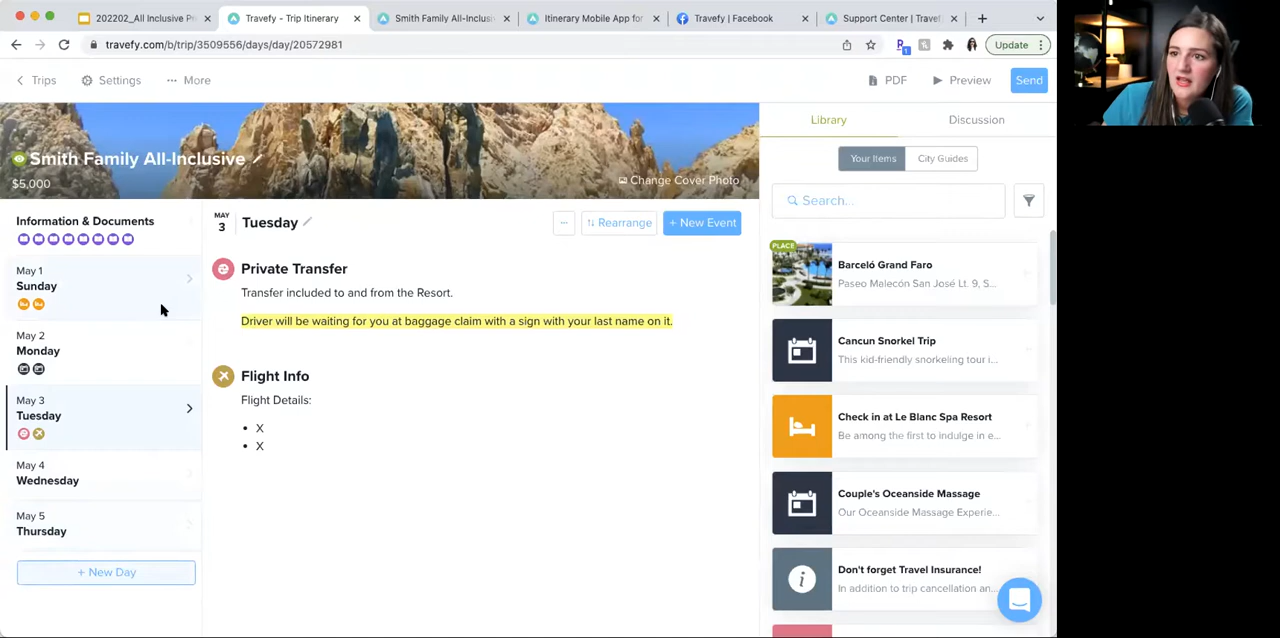 202202_All Inclusive P
Travefy - Trip Itinerary
Smith Family All-Inclusi
Itinerary Mobile App for
Travefy | Facebook
Support Center | Travef
travefy.com/b/trip/3509556/days/day/20572981
1
Update
Trips
Settings
More
PDF
Preview
Send
Smith Family All-Inclusive
$5,000
Change Cover Photo
Information & Documents
May 1
Sunday
May 2
Monday
May 3
Tuesday
May 4
Wednesday
May 5
Thursday
+ New Day
MAY
3
Tuesday
...
Rearrange
+ New Event
Private Transfer
Transfer included to and from the Resort.
Driver will be waiting for you at baggage claim with a sign with your last name on it.
Flight Info
Flight Details:
• X
• X
Library
Discussion
Your Items
City Guides
Search...
PLACE
Barceló Grand Faro
Paseo Malecón San José Lt. 9, S...
Cancun Snorkel Trip
This kid-friendly snorkeling tour i...
Check in at Le Blanc Spa Resort
Be among the first to indulge in e...
Couple's Oceanside Massage
Our Oceanside Massage Experie...
Don't forget Travel Insurance!
In addition to trip cancellation an...